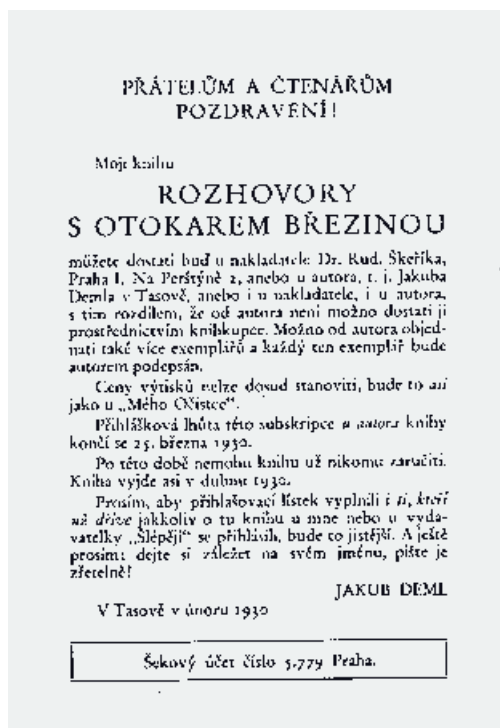 PŘÁTELŮM A ČTENÁŘŮM
POZDRAVENÍ!
Moje knihu
ROZHOVORY
S OTOKAREM BŘEZINOU
můžete dostati buď u nakladatele Dr. Rud. Škeříka,
Praha I, Na Perštýně 2, anebo u autora, t. j. Jakuba
Demla v Tasově, anebo i u nakladatele, i u autora,
s tím rozdílem, že od autora není možno dostati ji
prostřednictvím knihkupce. Možno od autora objed-
nati také více exemplářů a každý ten exemplář bude
autorem podepsán.
Ceny výtisků nelze dosud stanoviti, bude to asi
jako u „Mého Očistce“.
Přihlášková lhůta této subskripce u autora knihy
končí se 25. března 1930.
Po této době nemohu knihu už nikomu zaručiti.
Kniha vyjde asi v dubnu 1930.
Prosím, aby přihlašovací lístek vyplnili i ti, kteří
už dříve jakkoliv o tu knihu u mne nebo u vyda-
vatelky „Šlépějí“ se přihlásili, bude to jistější. A ještě
prosím: dejte si záležet na svém jménu, pište je
zřetelně!
JAKUB DEML
V Tasově v únoru 1930
Šekový účet číslo 5.779 Praha.